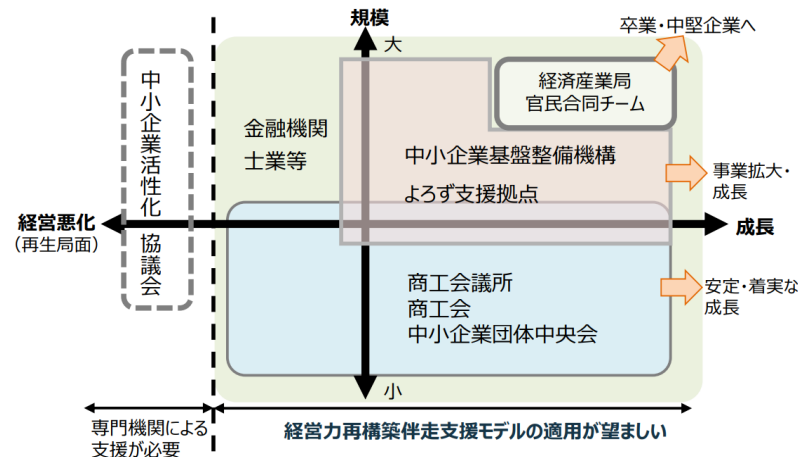 規模
卒業・中堅企業へ
大
経済産業局
官民合同チーム
中小企業活性化 協議会
金融機関
士業等
中小企業基盤整備機構
よろず支援拠点
事業拡大・
成長
経営悪化
（再生局面）
成長
商工会議所
商工会
中小企業団体中央会
安定・着実な
成長
小
専門機関による
支援が必要
経営力再構築伴走支援モデルの適用が望ましい